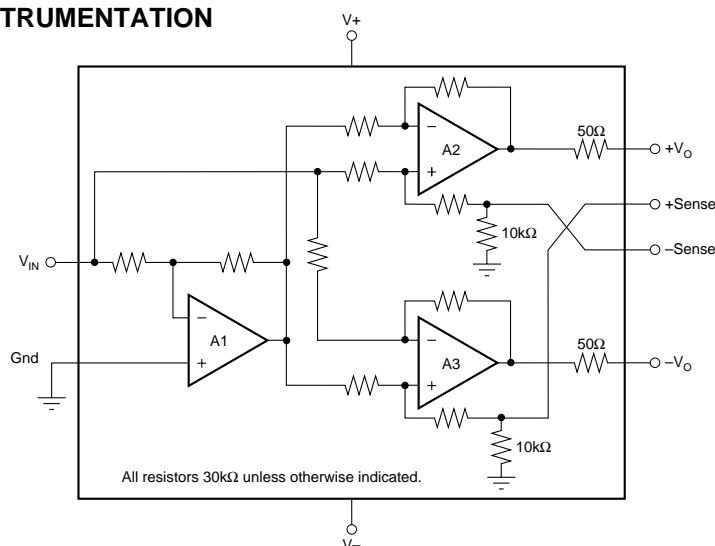 TRUMENTATION
V+
A2
50Ω
+VO
+Sense
10kΩ
–Sense
VIN
A1
Gnd
A3
50Ω
–VO
10kΩ
All resistors 30kΩ unless otherwise indicated.
V–